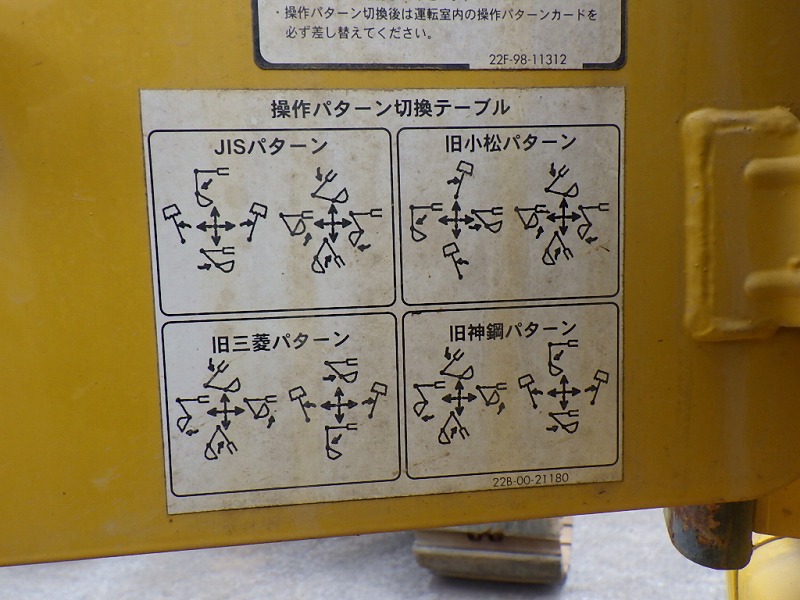 ・操作パターン切換後は運転室内の操作パターンカードを
必ず差し替えてください。
22F-98-11312
操作パターン切換テーブル
JISパターン
旧小松パターン
旧三菱パターン
旧神鋼パターン
22B-00-21180